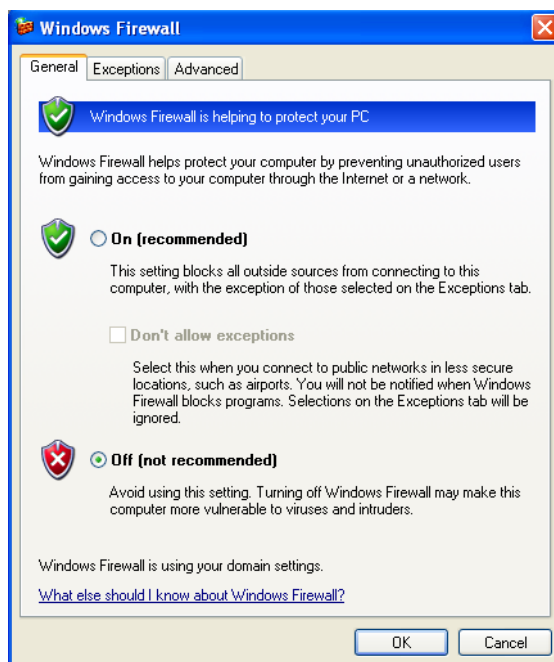 Windows Firewall
General Exceptions Advanced
Windows Firewall is helping to protect your PC
Windows Firewall helps protect your computer by preventing unauthorized users
from gaining access to your computer through the Internet or a network.
On (recommended)
This setting blocks all outside sources from connecting to this
computer, with the exception of those selected on the Exceptions tab.
Don't allow exceptions
Select this when you connect to public networks in less secure
locations, such as airports. You will not be notified when Windows
Firewall blocks programs. Selections on the Exceptions tab will be
ignored.
Off (not recommended)
Avoid using this setting. Turning off Windows Firewall may make this
computer more vulnerable to viruses and intruders.
Windows Firewall is using your domain settings.
What else should I know about Windows Firewall?
OK Cancel